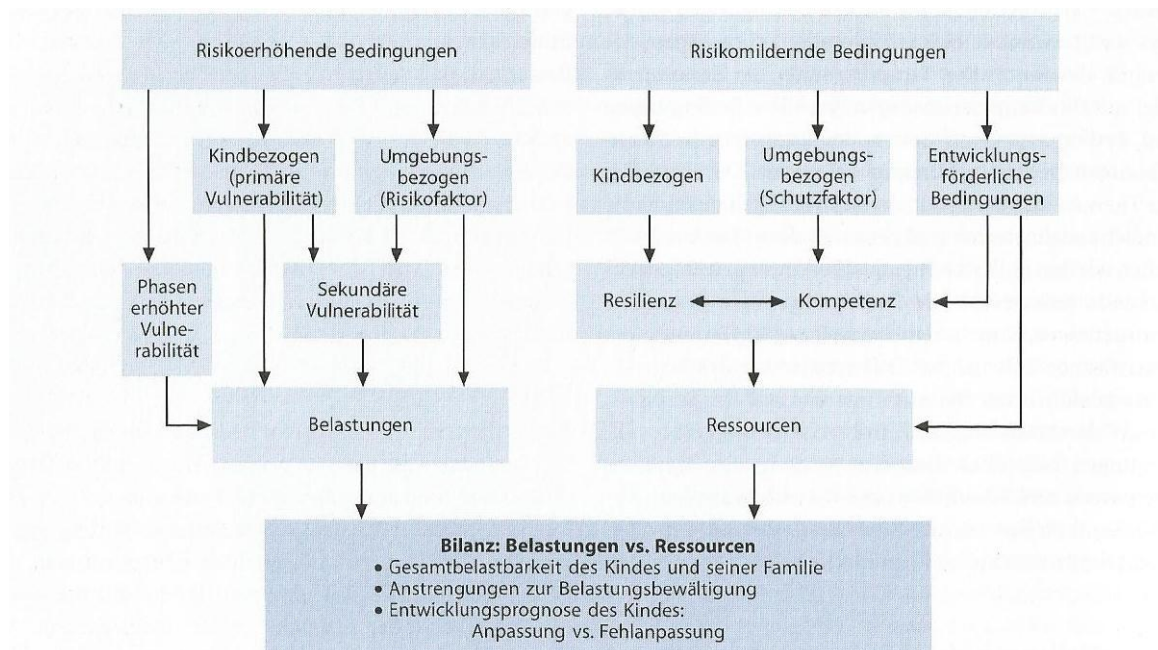 Risikoerhöhende Bedingungen
Risikomildernde Bedingungen
Kindbezogen
(primäre
Vulnerabilität)
Umgebungs-
bezogen
(Risikofaktor)
Kindbezogen
Umgebungs-
bezogen
(Schutzfaktor)
Entwicklungs-
förderliche
Bedingungen
Phasen
erhöhter
Vulne-
rabilität
Sekundäre
Vulnerabilität
Resilienz
Kompetenz
Belastungen
Ressourcen
Bilanz: Belastungen vs. Ressourcen
• Gesamtbelastbarkeit des Kindes und seiner Familie
• Anstrengungen zur Belastungsbewältigung
• Entwicklungsprognose des Kindes:
Anpassung vs. Fehlanpassung